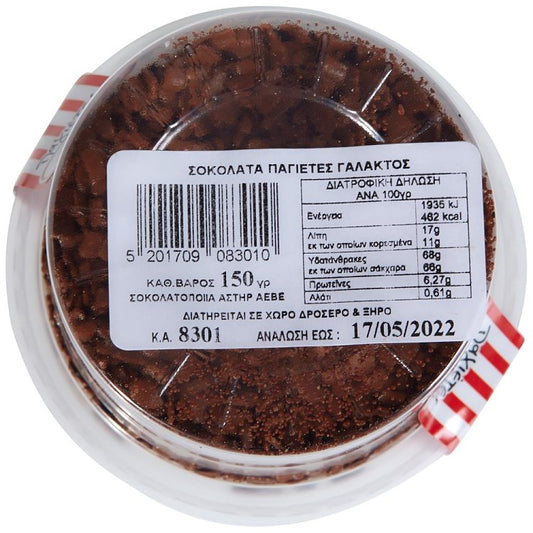 ΣΟΚΟΛΑΤΑ ΠΑΓΙΕΤΕΣ ΓΑΛΑΚΤΟΣ
ΔΙΑΤΡΟΦΙΚΗ ΔΗΛΩΣΗ
ΑΝΑ 100γρ
Ενέργεια 1935 kJ
462 kcal
Λίπη 17g
εκ των οποίων κορεσμένα 11g
Υδατάνθρακες 68g
εκ των οποίων σάκχαρα 66g
Πρωτεΐνες 6,27g
Αλάτι 0,61g
5 201709 083010
ΚΑΘ.ΒΑΡΟΣ 150 γρ
ΣΟΚΟΛΑΤΟΠΟΙΙΑ ΑΣΤΗΡ ΑΕΒΕ
ΔΙΑΤΗΡΕΙΤΑΙ ΣΕ ΧΩΡΟ ΔΡΟΣΕΡΟ & ΞΗΡΟ
Κ.Α. 8301 ΑΝΑΛΩΣΗ ΕΩΣ : 17/05/2022